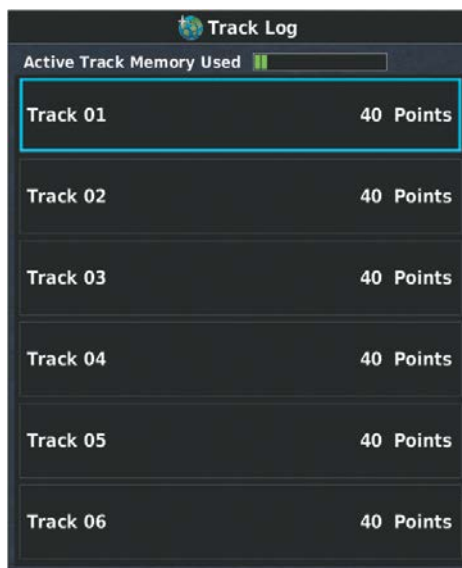 Track Log
Active Track Memory Used
Track 01 40 Points
Track 02 40 Points
Track 03 40 Points
Track 04 40 Points
Track 05 40 Points
Track 06 40 Points